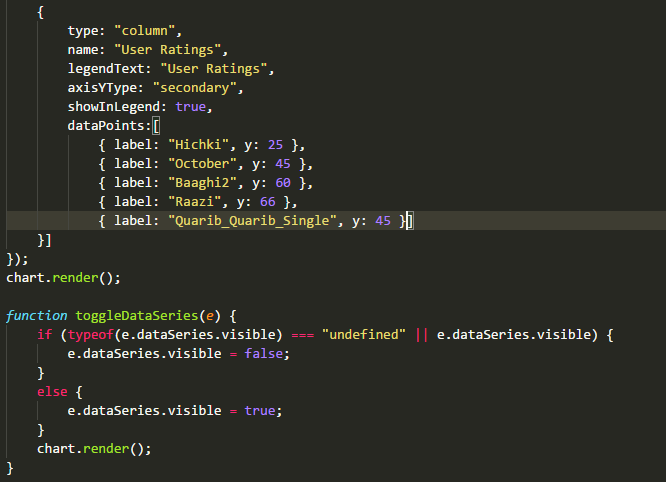 {
type: "column",
name: "User Ratings",
legendText: "User Ratings",
axisYType: "secondary",
showInLegend: true,
dataPoints:[
{ label: "Hichki", y: 25 },
{ label: "October", y: 45 },
{ label: "Baaghi2", y: 60 },
{ label: "Raazi", y: 66 },
{ label: "Quarib_Quarib_Single", y: 45 }]
}]
});
chart.render();
function toggleDataSeries(e) {
if (typeof(e.dataSeries.visible) === "undefined" || e.dataSeries.visible) {
e.dataSeries.visible = false;
}
else {
e.dataSeries.visible = true;
}
chart.render();
}